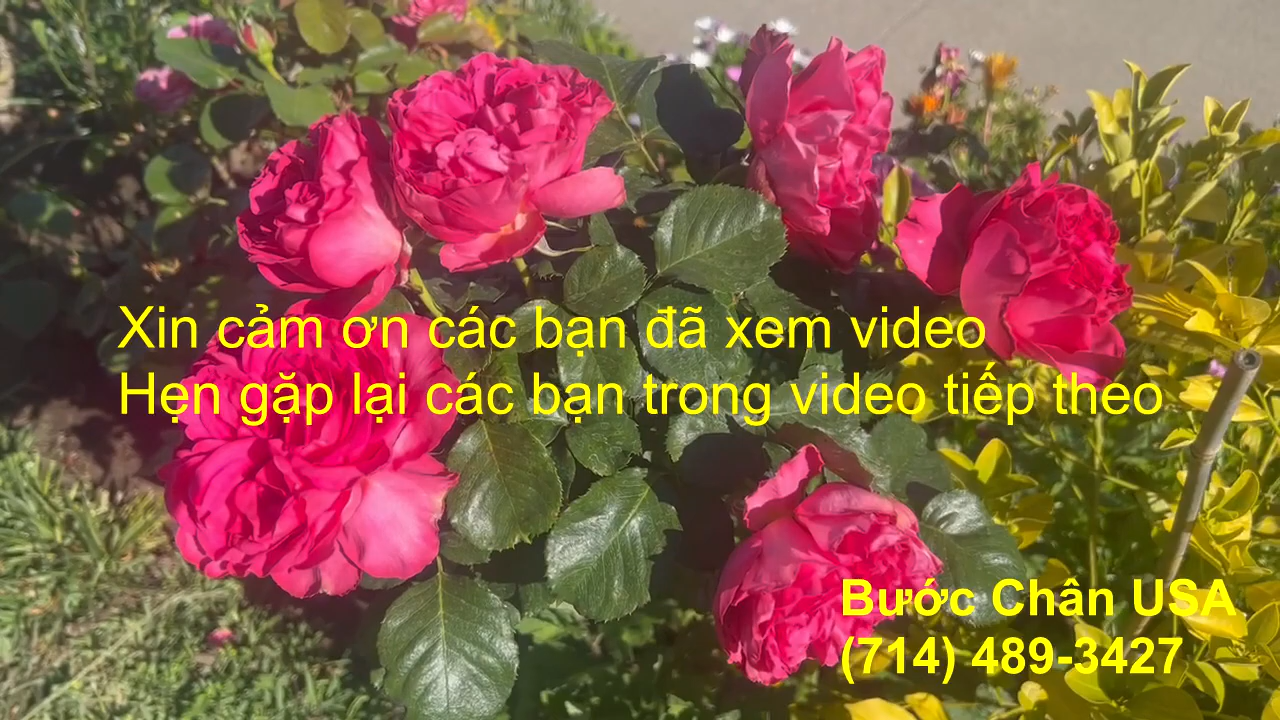 Xin cảm ơn các bạn đã xem video
Hẹn gặp lại các bạn trong video tiếp theo
Bước Chân USA
(714) 489-3427